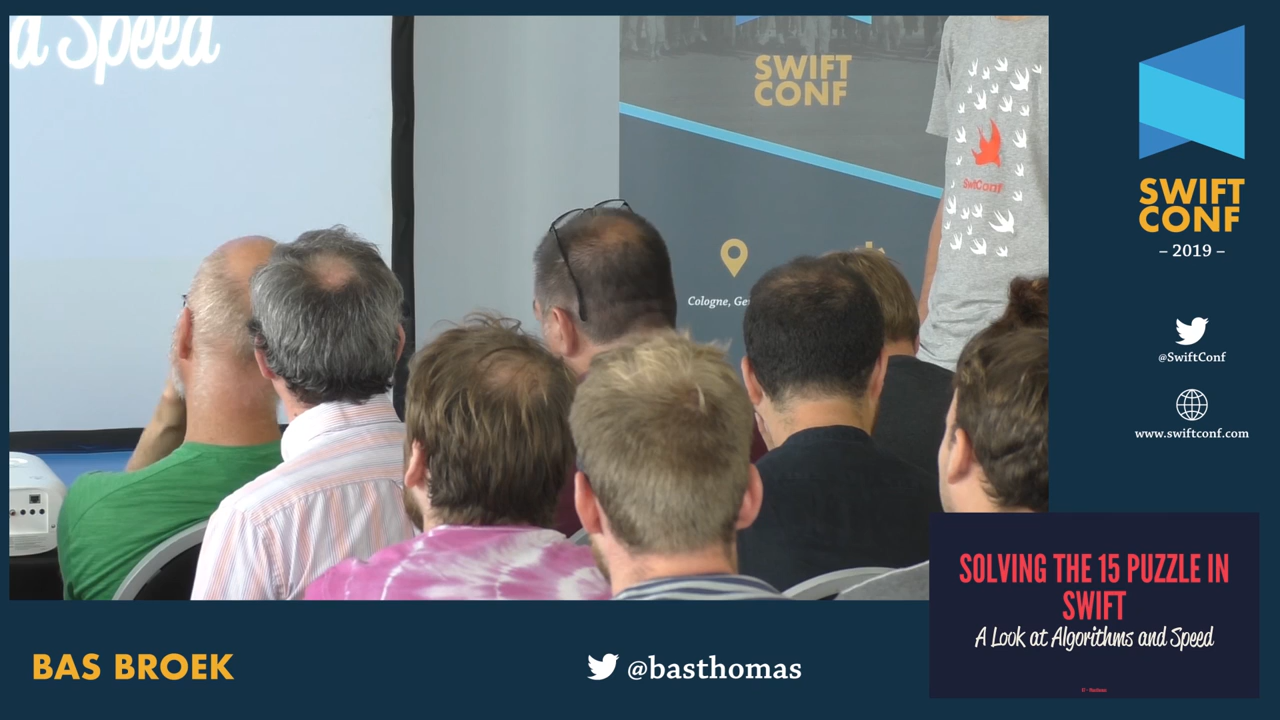 d Speed
SWIFT
CONF
Cologne, Ge
SwiftConf
SWIFT
CONF
– 2019 –
@SwiftConf
www.swiftconf.com
SOLVING THE 15 PUZZLE IN
SWIFT
A Look at Algorithms and Speed
BAS BROEK
@basthomas